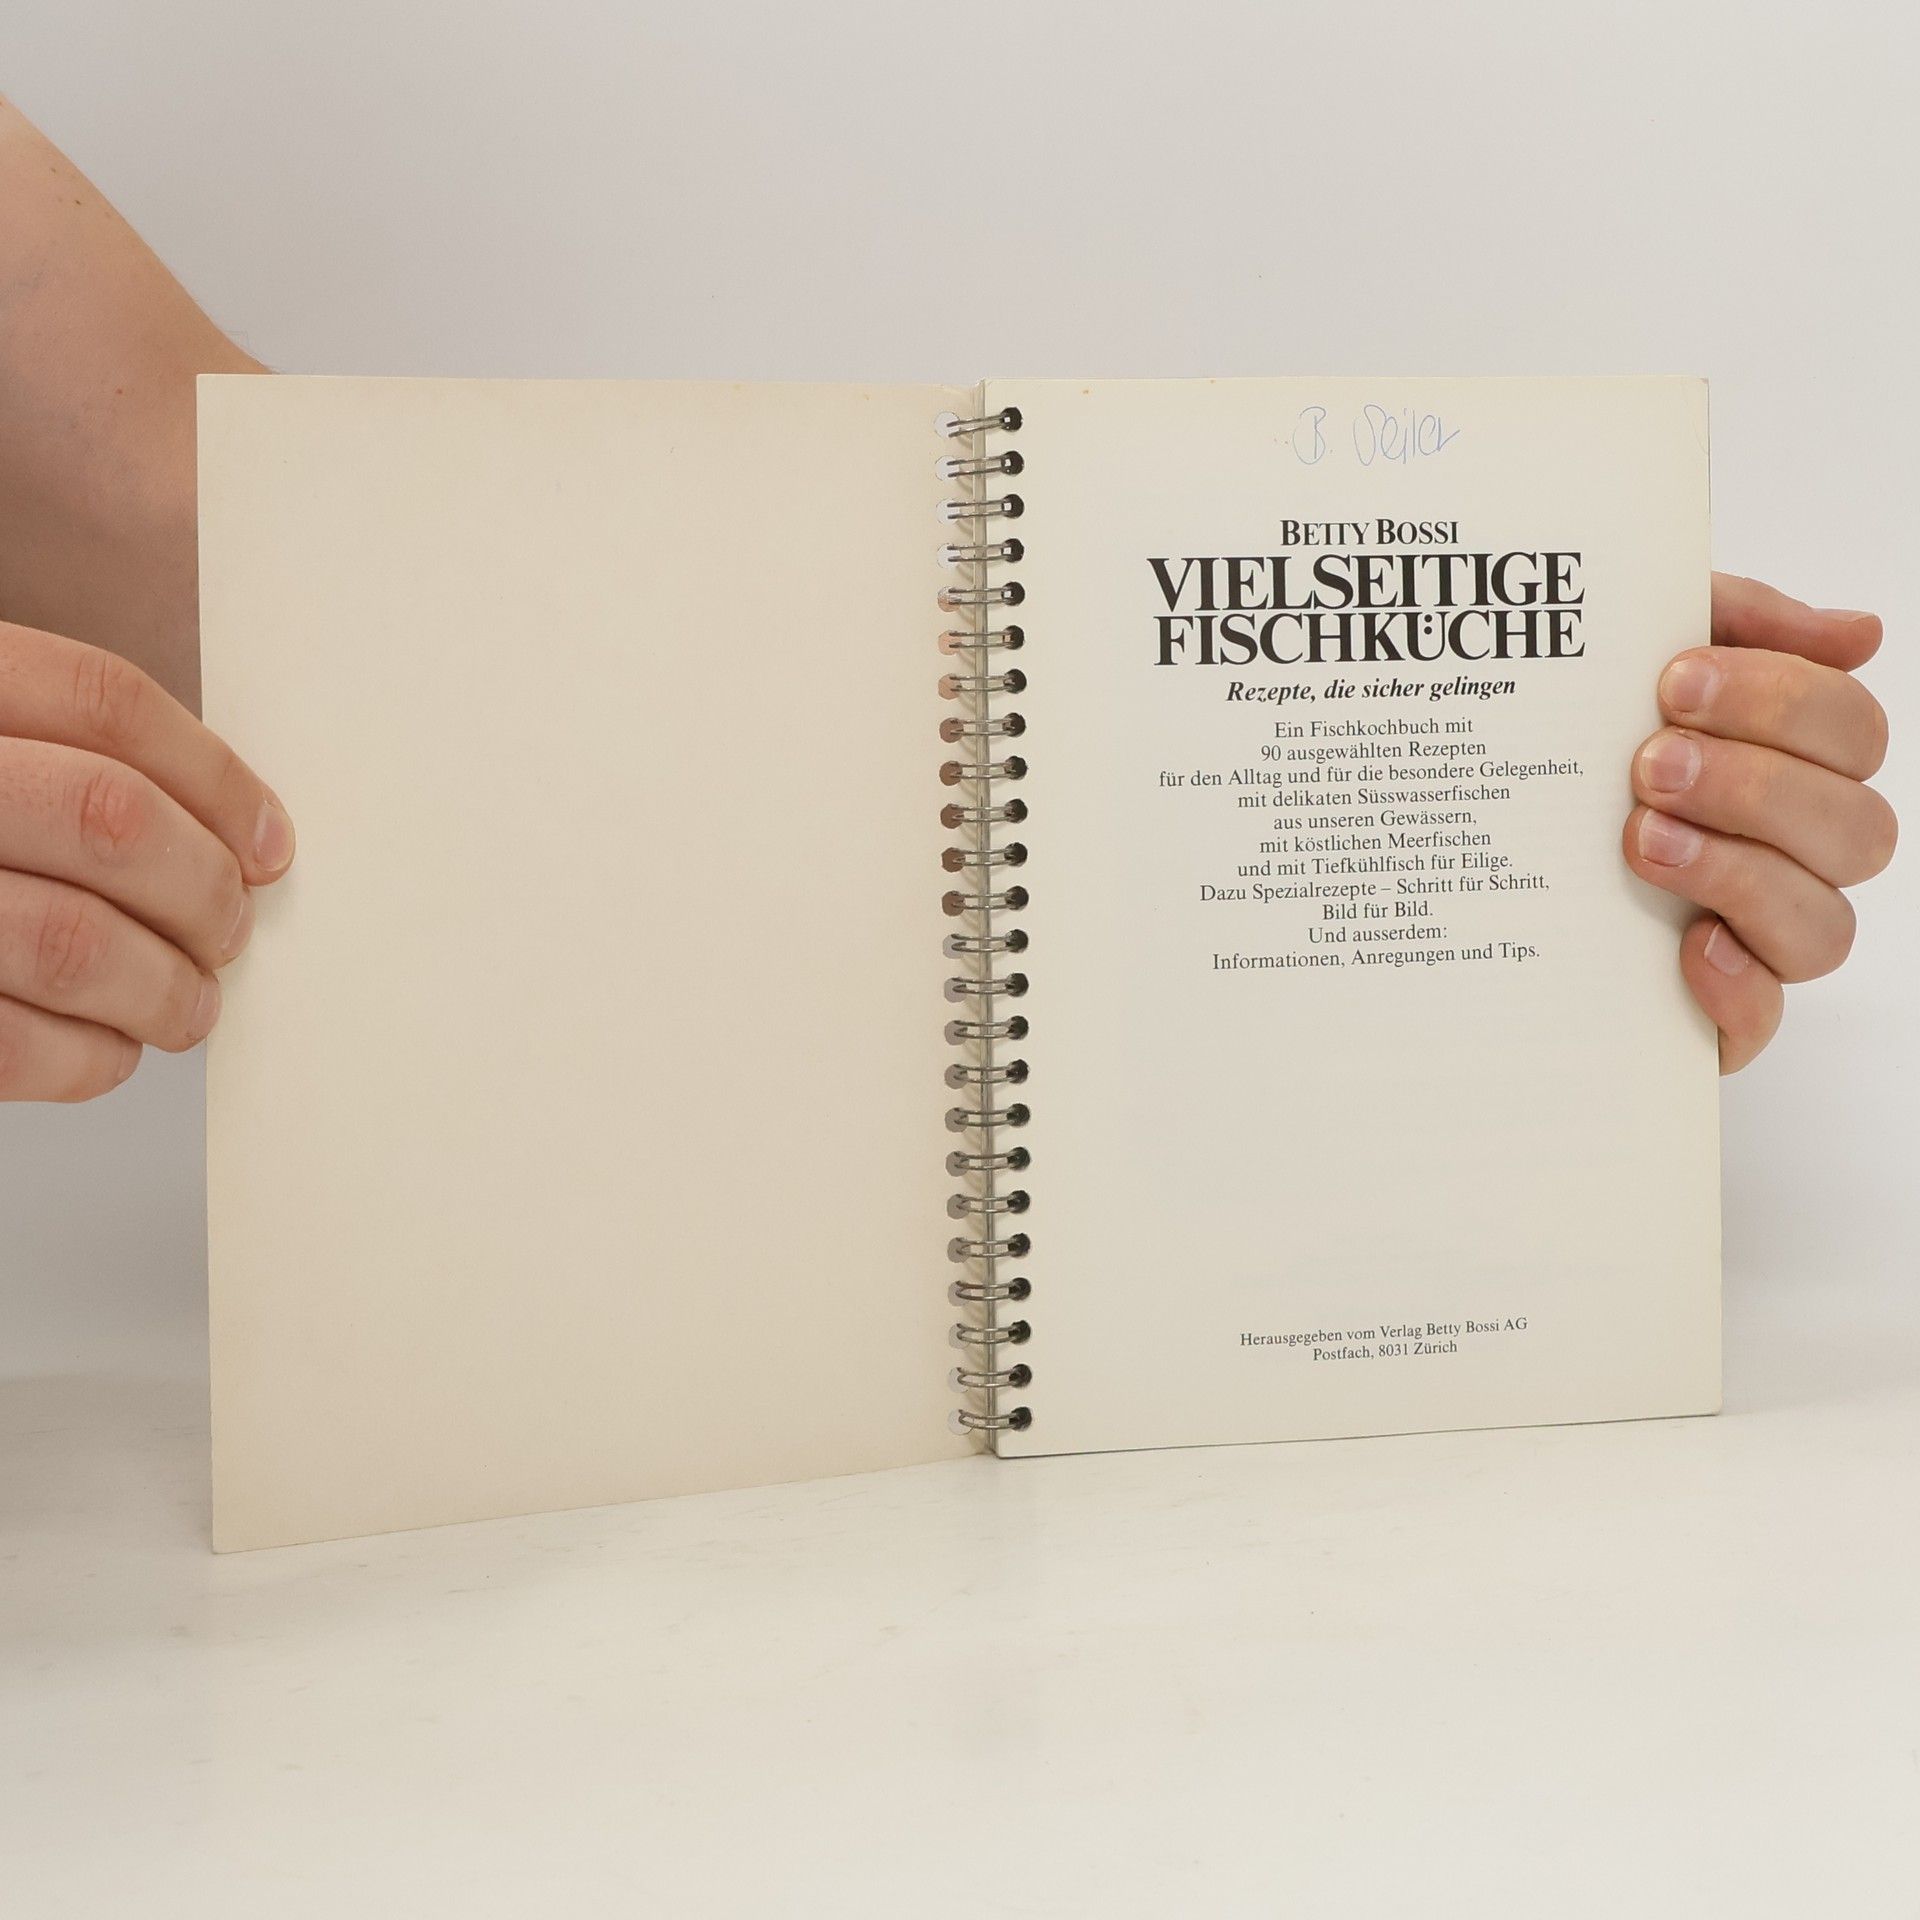 B. Seiler
BETTY BOSSI
VIELSEITIGE
FISCHKÜCHE
Rezepte, die sicher gelingen
Ein Fischkochbuch mit
90 ausgewählten Rezepten
für den Alltag und für die besondere Gelegenheit,
mit delikaten Süsswasserfischen
aus unseren Gewässern,
mit köstlichen Meerfischen
und mit Tiefkühlfisch für Eilige.
Dazu Spezialrezepte – Schritt für Schritt,
Bild für Bild.
Und ausserdem:
Informationen, Anregungen und Tips.
Herausgegeben vom Verlag Betty Bossi AG
Postfach, 8031 Zürich